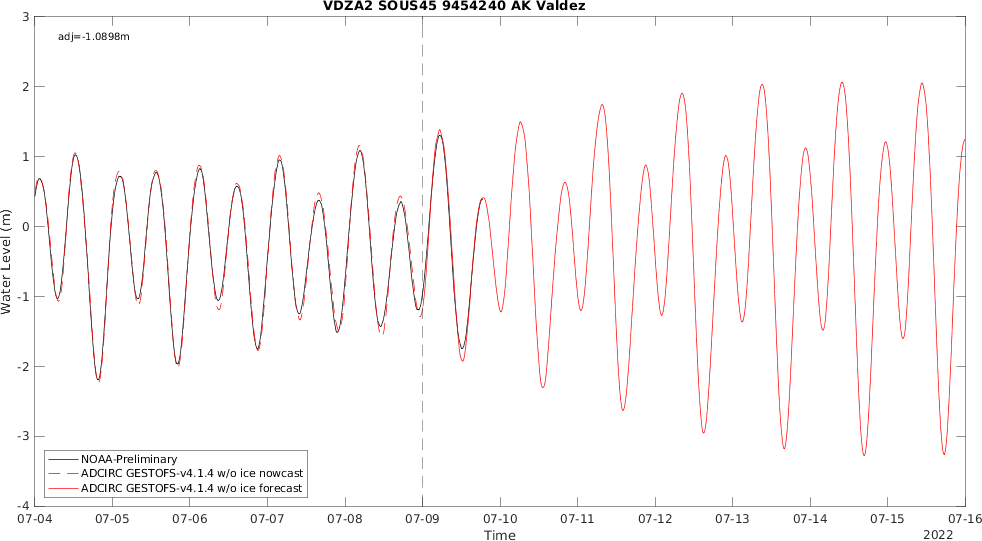 VDZA2 SOUS45 9454240 AK Valdez
adj=-1.0898m
3
2
1
0
-1
-2
-3
-4
Water Level (m)
NOAA-Preliminary
ADCIRC GESTOFS-v4.1.4 w/o ice nowcast
ADCIRC GESTOFS-v4.1.4 w/o ice forecast
07-04 07-05 07-06 07-07 07-08 07-09 07-10 07-11 07-12 07-13 07-14 07-15 07-16
Time
2022